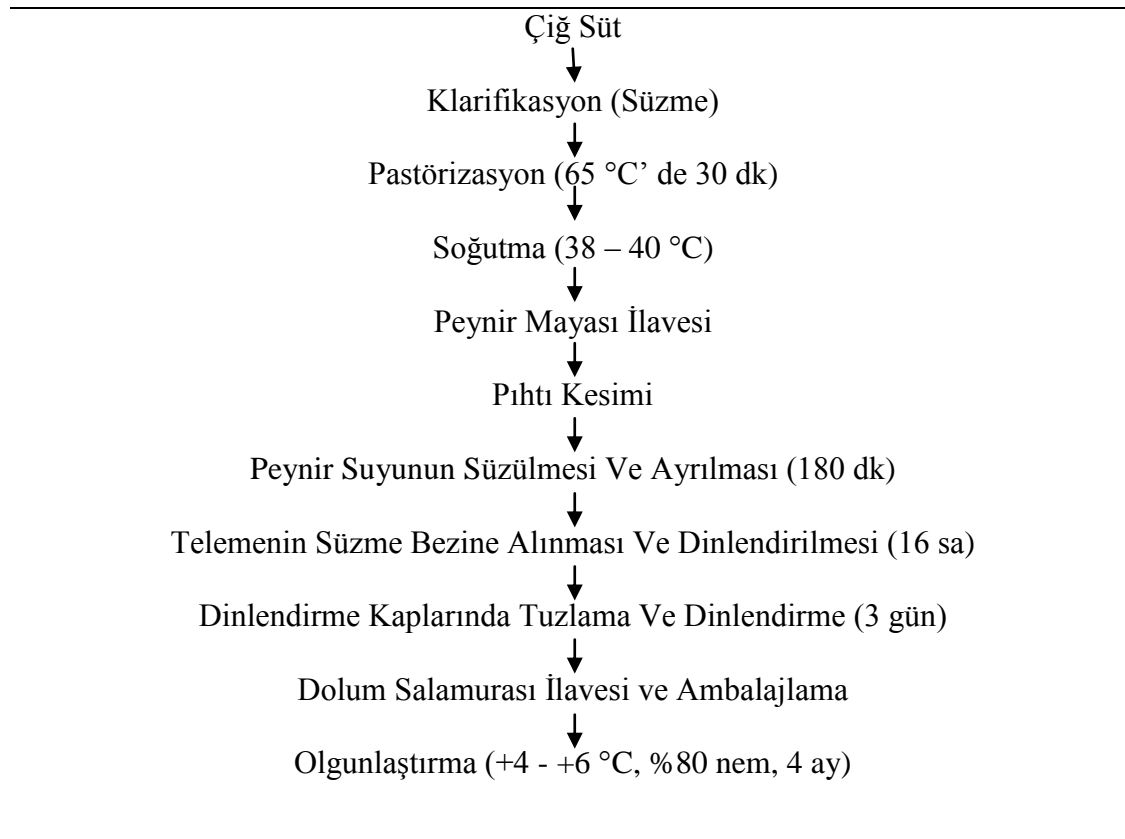 Çiğ Süt
Klarifikasyon (Süzme)
Pastörizasyon (65 °C’ de 30 dk)
Soğutma (38 – 40 °C)
Peynir Mayası İlavesi
Pıhtı Kesimi
Peynir Suyunun Süzülmesi Ve Ayrılması (180 dk)
Telemenin Süzme Bezine Alınması Ve Dinlendirilmesi (16 sa)
Dinlendirme Kaplarında Tuzlama Ve Dinlendirme (3 gün)
Dolum Salamurası İlavesi ve Ambalajlama
Olgunlaştırma (+4 - +6 °C, %80 nem, 4 ay)